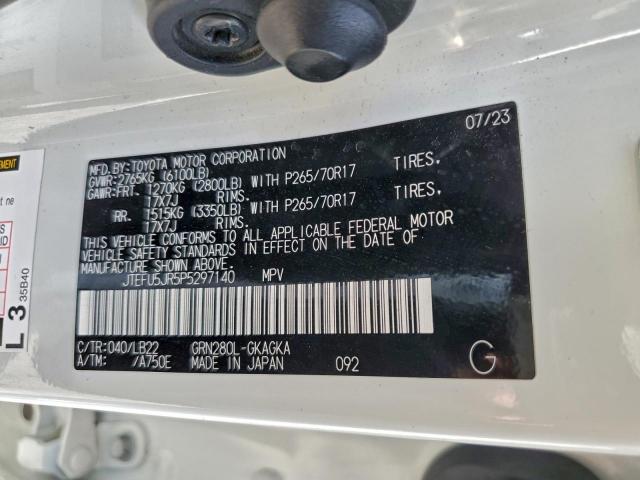 07/23
MFD.BY:TOYOTA MOTOR CORPORATION
GVWR:2765KG (6100LB)
GAWR:FRT. 1270KG (2800LB) WITH P265/70R17 TIRES,
17X7J RIMS.
RR. 1515KG (3350LB) WITH P265/70R17 TIRES,
17X7J RIMS.
THIS VEHICLE CONFORMS TO ALL APPLICABLE FEDERAL MOTOR
VEHICLE SAFETY STANDARDS IN EFFECT ON THE DATE OF
MANUFACTURE SHOWN ABOVE.
JTEFU5JR5P5297140 MPV
C/TR:040/LB22 GRN280L-GKAGKA
A/TM: /A750E MADE IN JAPAN 092 G
L 3 35B40